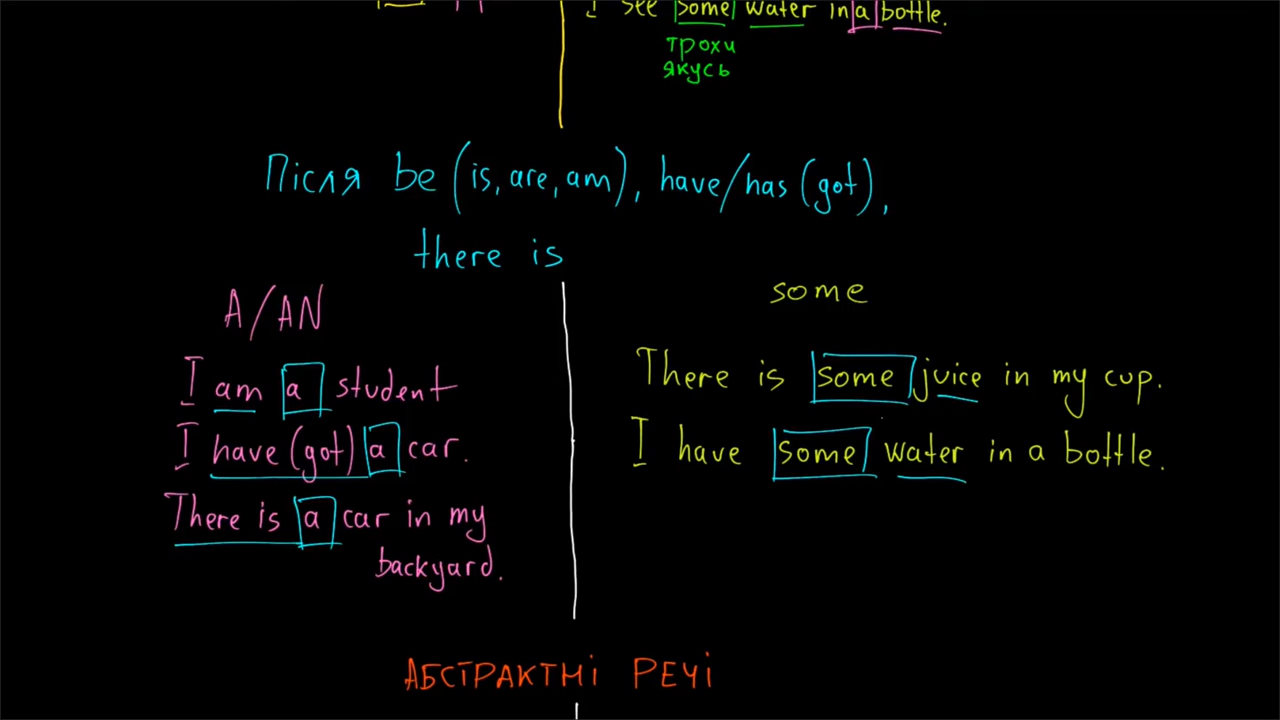 I see some water in a bottle.
трохи
якусь
Після be (is, are, am), have/has (got),
there is
A/AN
I am a student
I have (got) a car.
There is a car in my
backyard.
some
There is some juice in my cup.
I have some water in a bottle.
АБСТРАКТНІ РЕЧІ